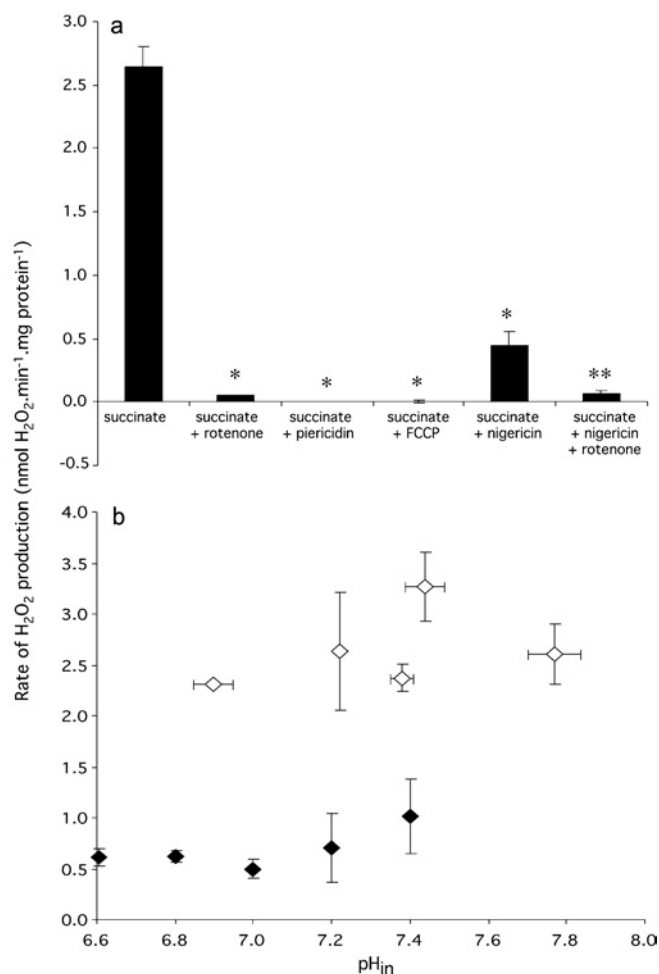 a
3.0
2.5
2.0
1.5
1.0
0.5
0.0
-0.5
* * * * **
succinate
succinate + rotenone
succinate + piericidin
succinate + FCCP
succinate + nigericin
succinate + nigericin + rotenone
Rate of H₂O₂ production (nmol H₂O₂.min⁻¹.mg protein⁻¹)
b
4.0
3.5
3.0
2.5
2.0
1.5
1.0
0.5
0.0
6.6 6.8 7.0 7.2 7.4 7.6 7.8 8.0
pHin